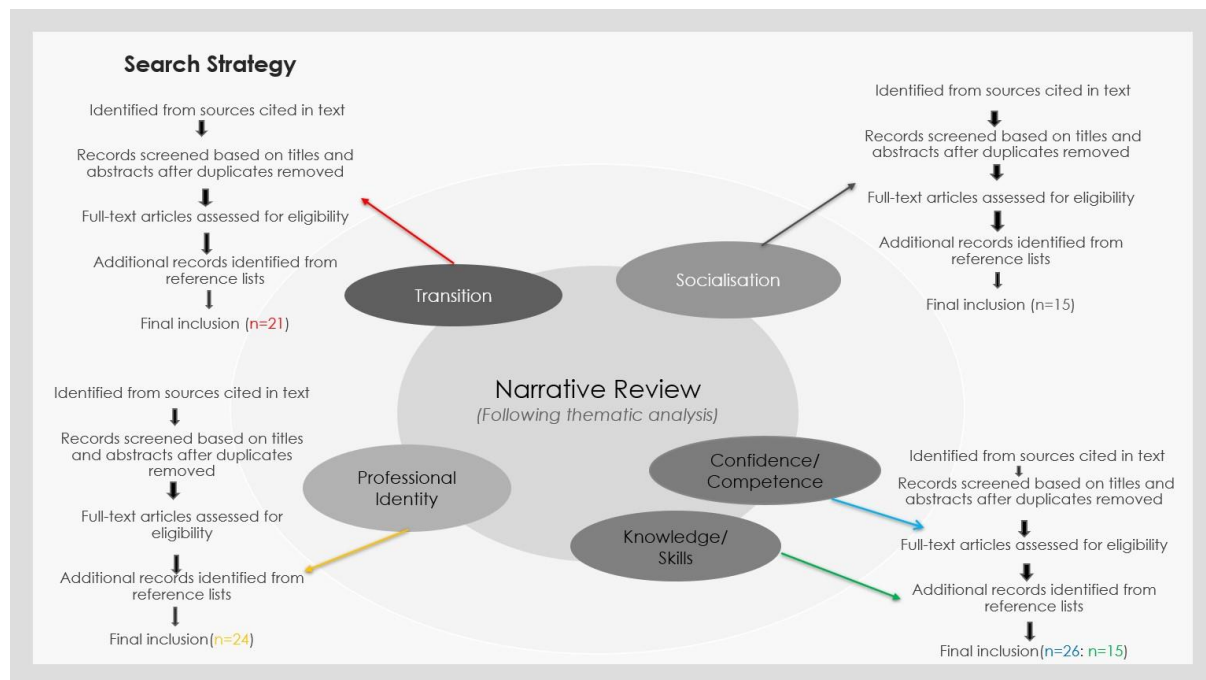 Search Strategy
Identified from sources cited in text
Records screened based on titles and
abstracts after duplicates removed
Full-text articles assessed for eligibility
Additional records identified from
reference lists
Final inclusion (n=21)
Identified from sources cited in text
Records screened based on titles and
abstracts after duplicates removed
Full-text articles assessed for eligibility
Additional records identified from
reference lists
Final inclusion (n=15)
Transition
Socialisation
Narrative Review
(Following thematic analysis)
Professional
Identity
Confidence/
Competence
Knowledge/
Skills
Identified from sources cited in text
Records screened based on titles
and abstracts after duplicates
removed
Full-text articles assessed for
eligibility
Additional records identified from
reference lists
Final inclusion(n=24)
Identified from sources cited in text
Records screened based on titles and
abstracts after duplicates removed
Full-text articles assessed for eligibility
Additional records identified from
reference lists
Final inclusion(n=26: n=15)